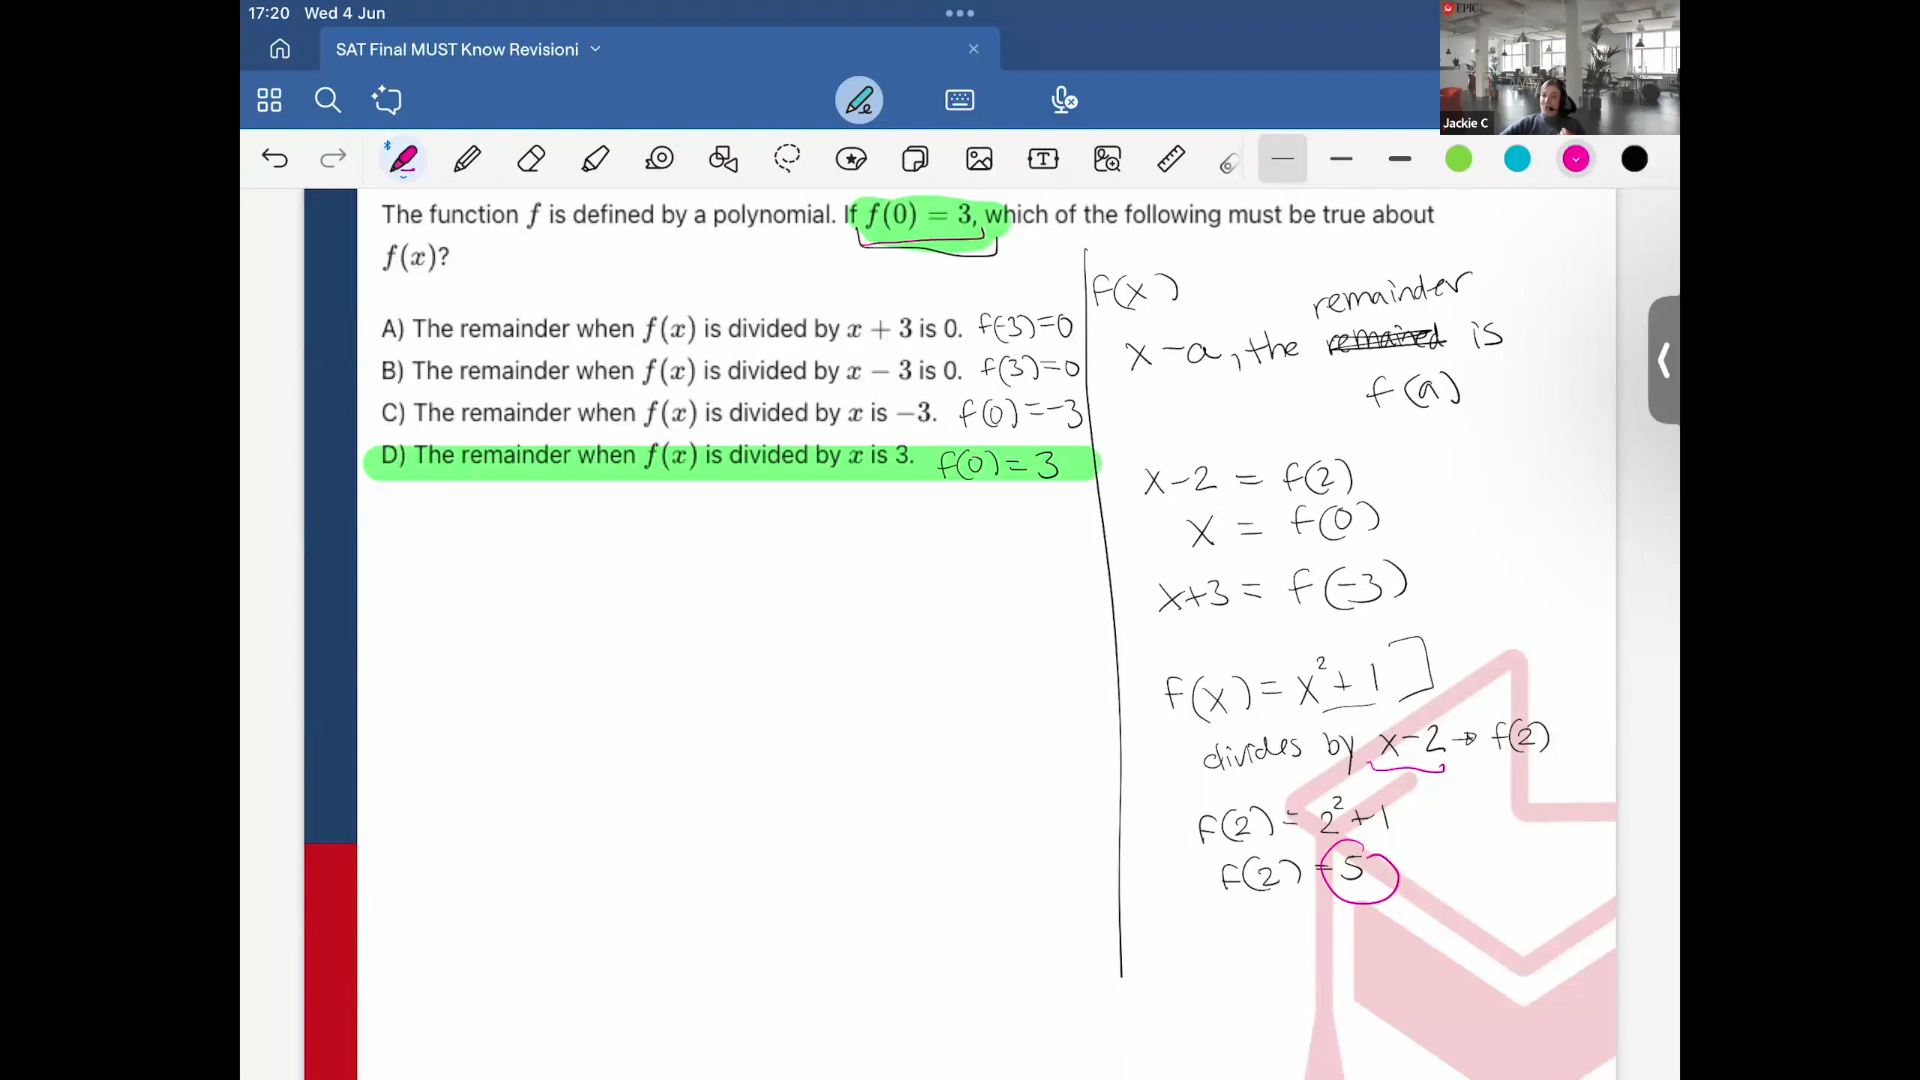 17:20 Wed 4 Jun
EPIC
SAT Final MUST Know Revisioni
Jackie C
The function f is defined by a polynomial. If f(0) = 3, which of the following must be true about
f(x)?
A) The remainder when f(x) is divided by x + 3 is 0. f(-3)=0
B) The remainder when f(x) is divided by x − 3 is 0. f(3)=0
C) The remainder when f(x) is divided by x is −3. f(0)=-3
D) The remainder when f(x) is divided by x is 3. f(0)=3
f(x)
remainder
x-a, the remained is
f(a)
x-2 = f(2)
x = f(0)
x+3 = f(-3)
f(x) = x² + 1
divides by x-2 → f(2)
f(2) = 2² + 1
f(2) = 5